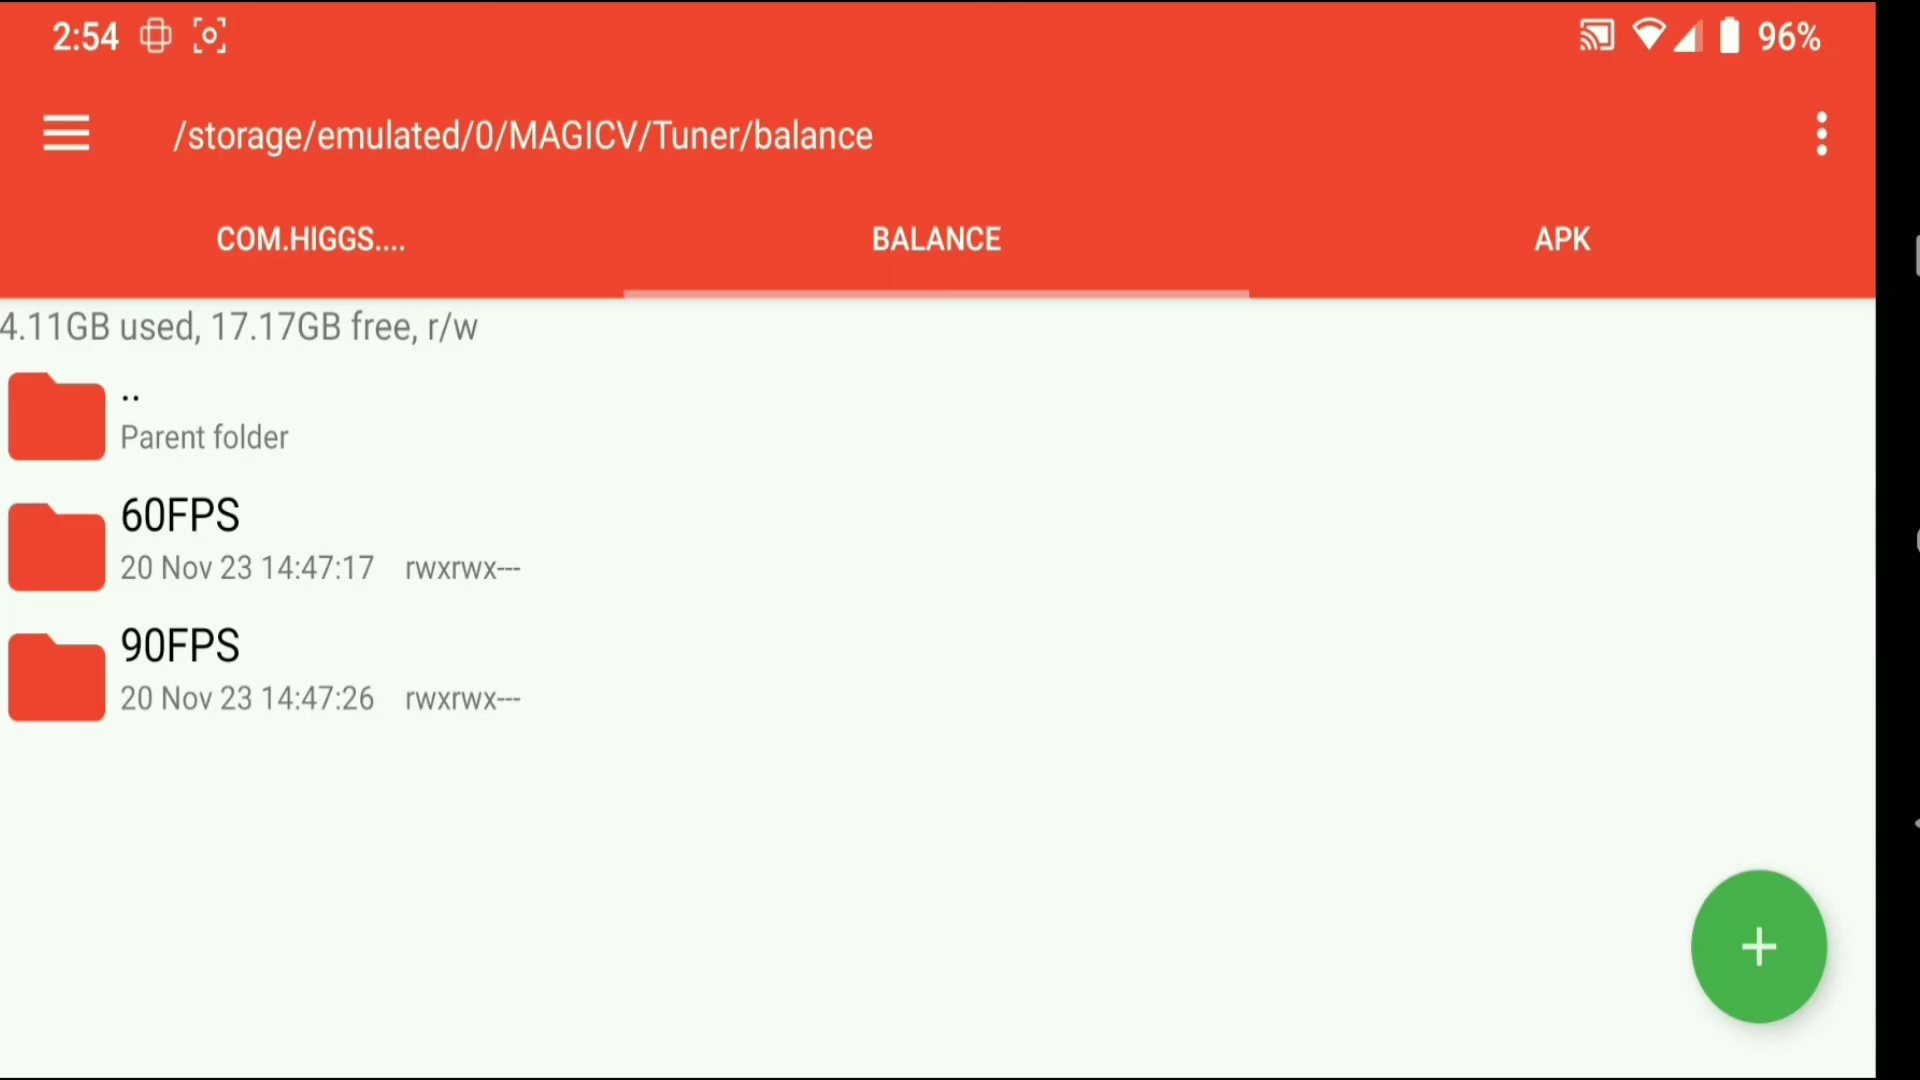 2:54 96%
/storage/emulated/0/MAGICV/Tuner/balance
COM.HIGGS.... BALANCE APK
4.11GB used, 17.17GB free, r/w
..
Parent folder
60FPS
20 Nov 23 14:47:17 rwxrwx---
90FPS
20 Nov 23 14:47:26 rwxrwx---
+